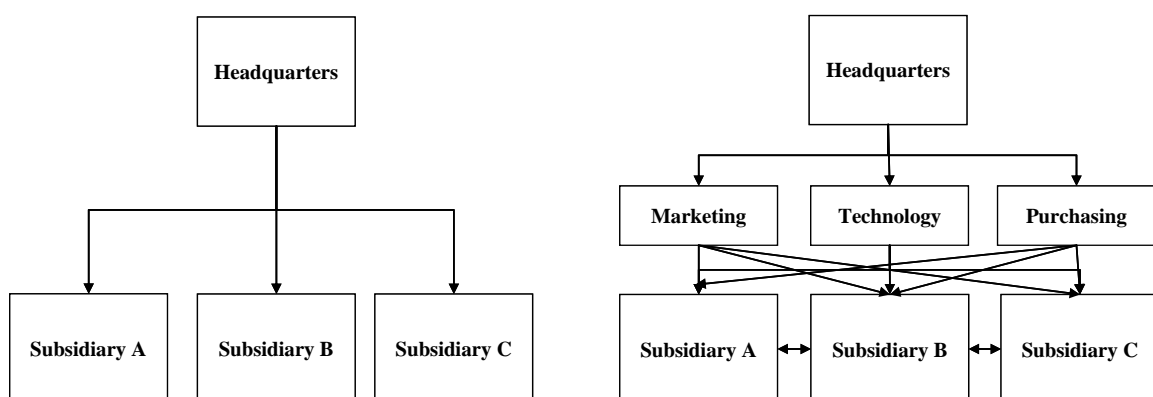 Headquarters
Subsidiary A
Subsidiary B
Subsidiary C
Headquarters
Marketing
Technology
Purchasing
Subsidiary A
Subsidiary B
Subsidiary C